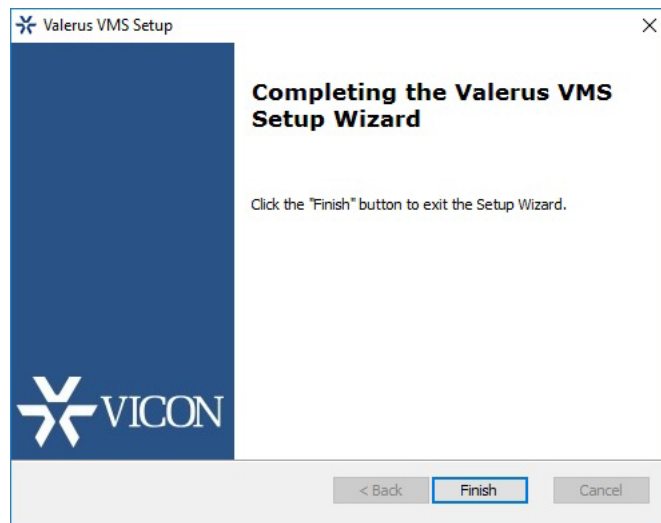 Valerus VMS Setup
Completing the Valerus VMS
Setup Wizard
Click the "Finish" button to exit the Setup Wizard.
VICON
< Back Finish Cancel